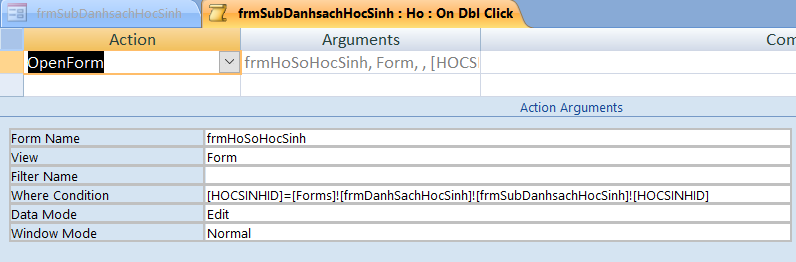 frmSubDanhsachHocSinh
frmSubDanhsachHocSinh : Ho : On Dbl Click
Action Arguments Com
OpenForm frmHoSoHocSinh, Form, , [HOCSI
Action Arguments
Form Name frmHoSoHocSinh
View Form
Filter Name
Where Condition [HOCSINHID]=[Forms]![frmDanhSachHocSinh]![frmSubDanhsachHocSinh]![HOCSINHID]
Data Mode Edit
Window Mode Normal